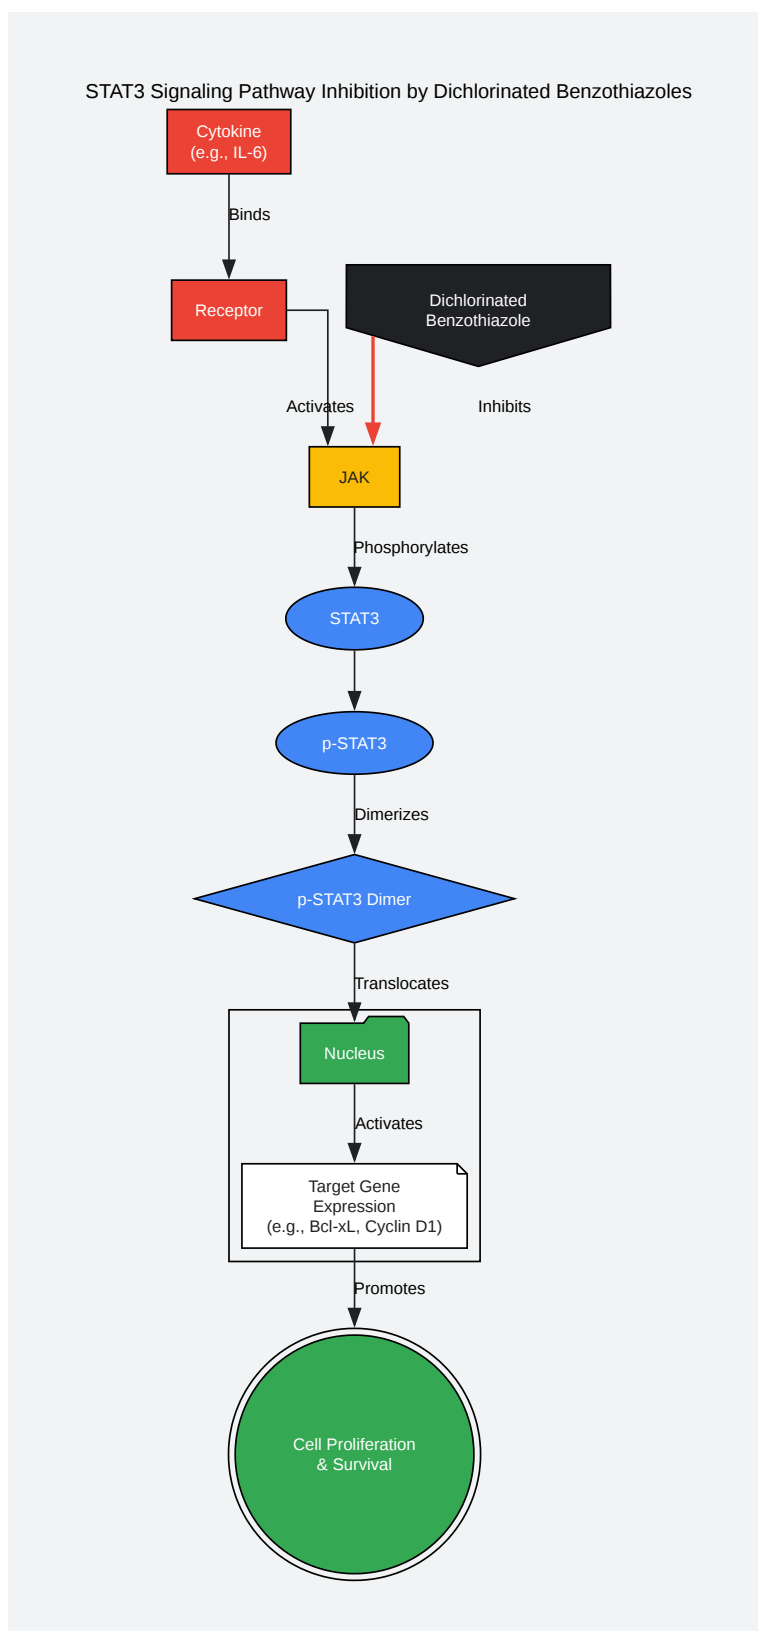 STAT3 Signaling Pathway Inhibition by Dichlorinated Benzothiazoles
Cytokine
(e.g., IL-6)
Binds
Receptor
Dichlorinated
Benzothiazole
Activates
Inhibits
JAK
Phosphorylates
STAT3
p-STAT3
Dimerizes
p-STAT3 Dimer
Translocates
Nucleus
Activates
Target Gene
Expression
(e.g., Bcl-xL, Cyclin D1)
Promotes
Cell Proliferation
& Survival